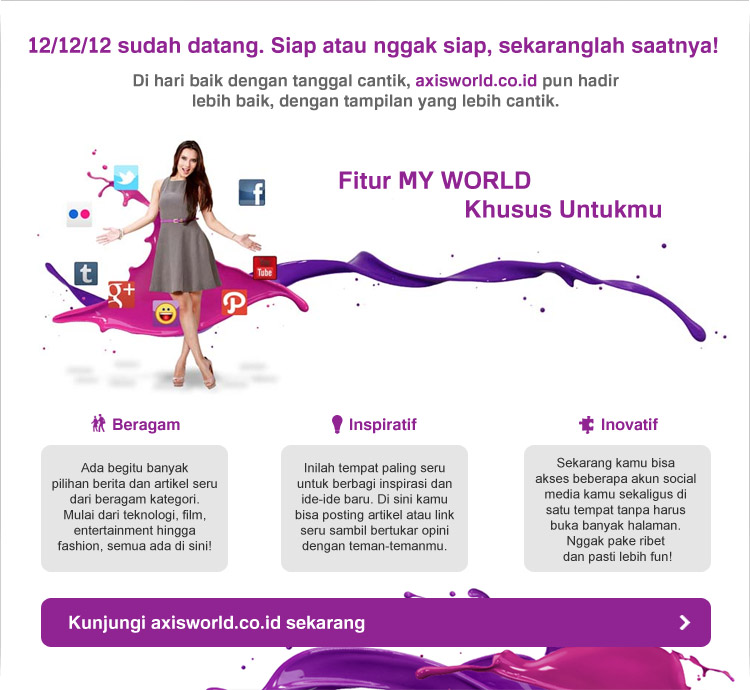 12/12/12 sudah datang. Siap atau nggak siap, sekaranglah saatnya!
Di hari baik dengan tanggal cantik, axisworld.co.id pun hadir
lebih baik, dengan tampilan yang lebih cantik.
Fitur MY WORLD
Khusus Untukmu
f
t
You
Tube
g+
P
Beragam
Ada begitu banyak
pilihan berita dan artikel seru
dari beragam kategori.
Mulai dari teknologi, film,
entertainment hingga
fashion, semua ada di sini!
Inspiratif
Inilah tempat paling seru
untuk berbagi inspirasi dan
ide-ide baru. Di sini kamu
bisa posting artikel atau link
seru sambil bertukar opini
dengan teman-temanmu.
Inovatif
Sekarang kamu bisa
akses beberapa akun social
media kamu sekaligus di
satu tempat tanpa harus
buka banyak halaman.
Nggak pake ribet
dan pasti lebih fun!
Kunjungi axisworld.co.id sekarang